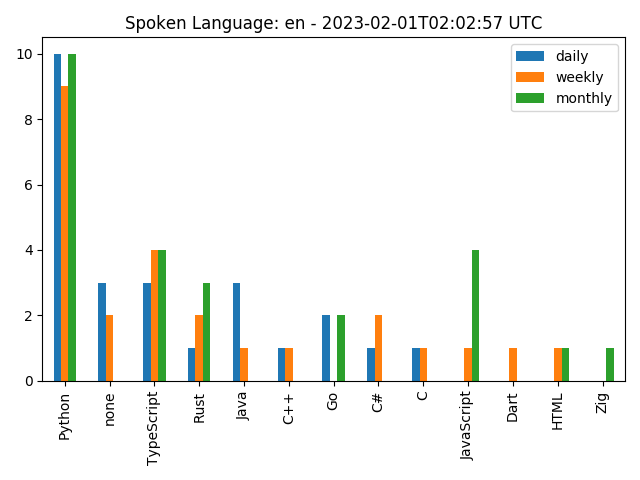 Spoken Language: en - 2023-02-01T02:02:57 UTC
daily
weekly
monthly
10
8
6
4
2
0
Python
none
TypeScript
Rust
Java
C++
Go
C#
C
JavaScript
Dart
HTML
Zig